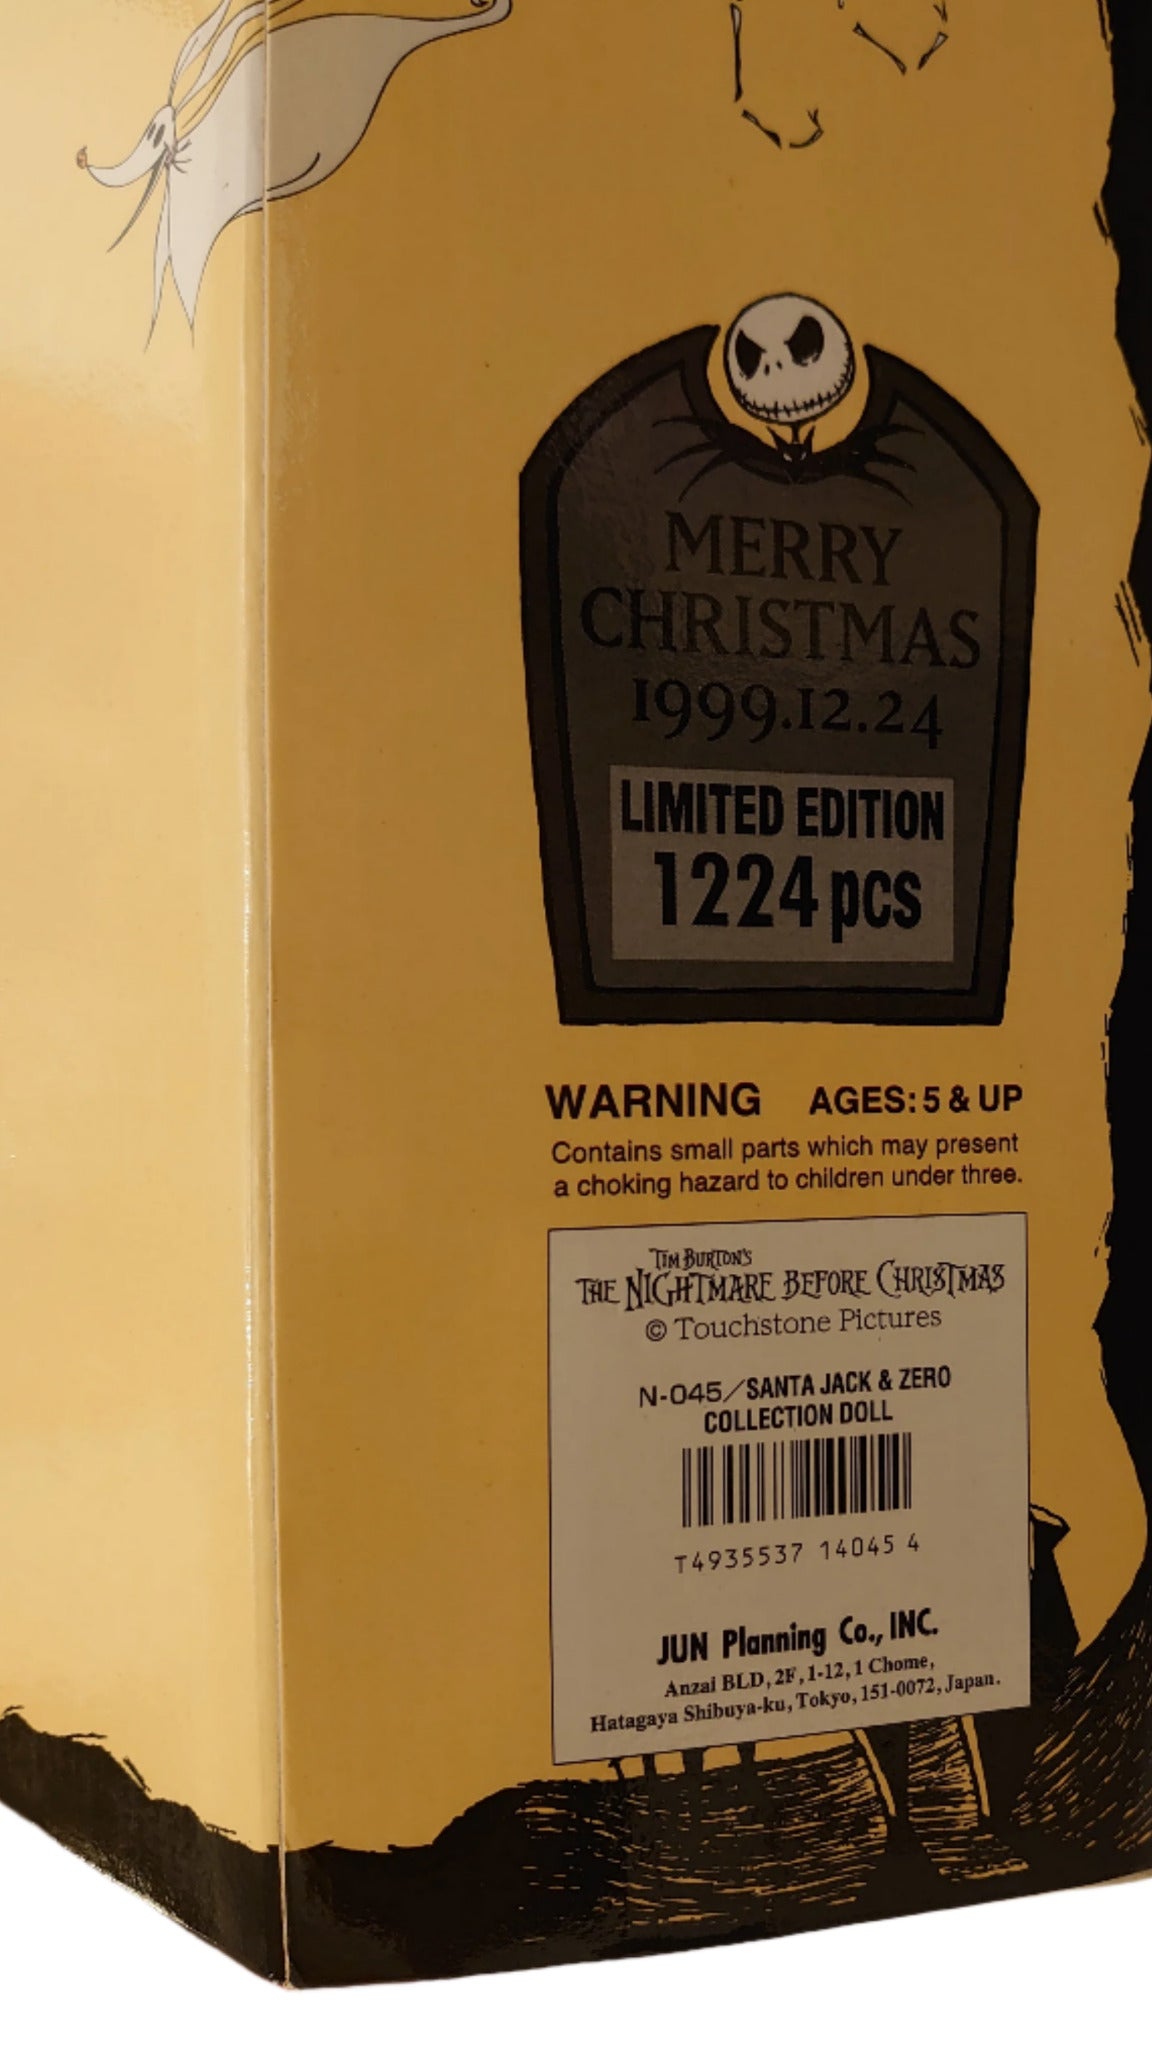 MERRY
CHRISTMAS
1999.12.24
LIMITED EDITION
1224pcs
WARNING AGES: 5 & UP
Contains small parts which may present
a choking hazard to children under three.
TIM BURTON'S
THE NIGHTMARE BEFORE CHRISTMAS
© Touchstone Pictures
N-045/SANTA JACK & ZERO
COLLECTION DOLL
T4935537 14045 4
JUN Planning Co., INC.
Anzai BLD, 2F, 1-12, 1 Chome,
Hatagaya Shibuya-ku, Tokyo, 151-0072, Japan.